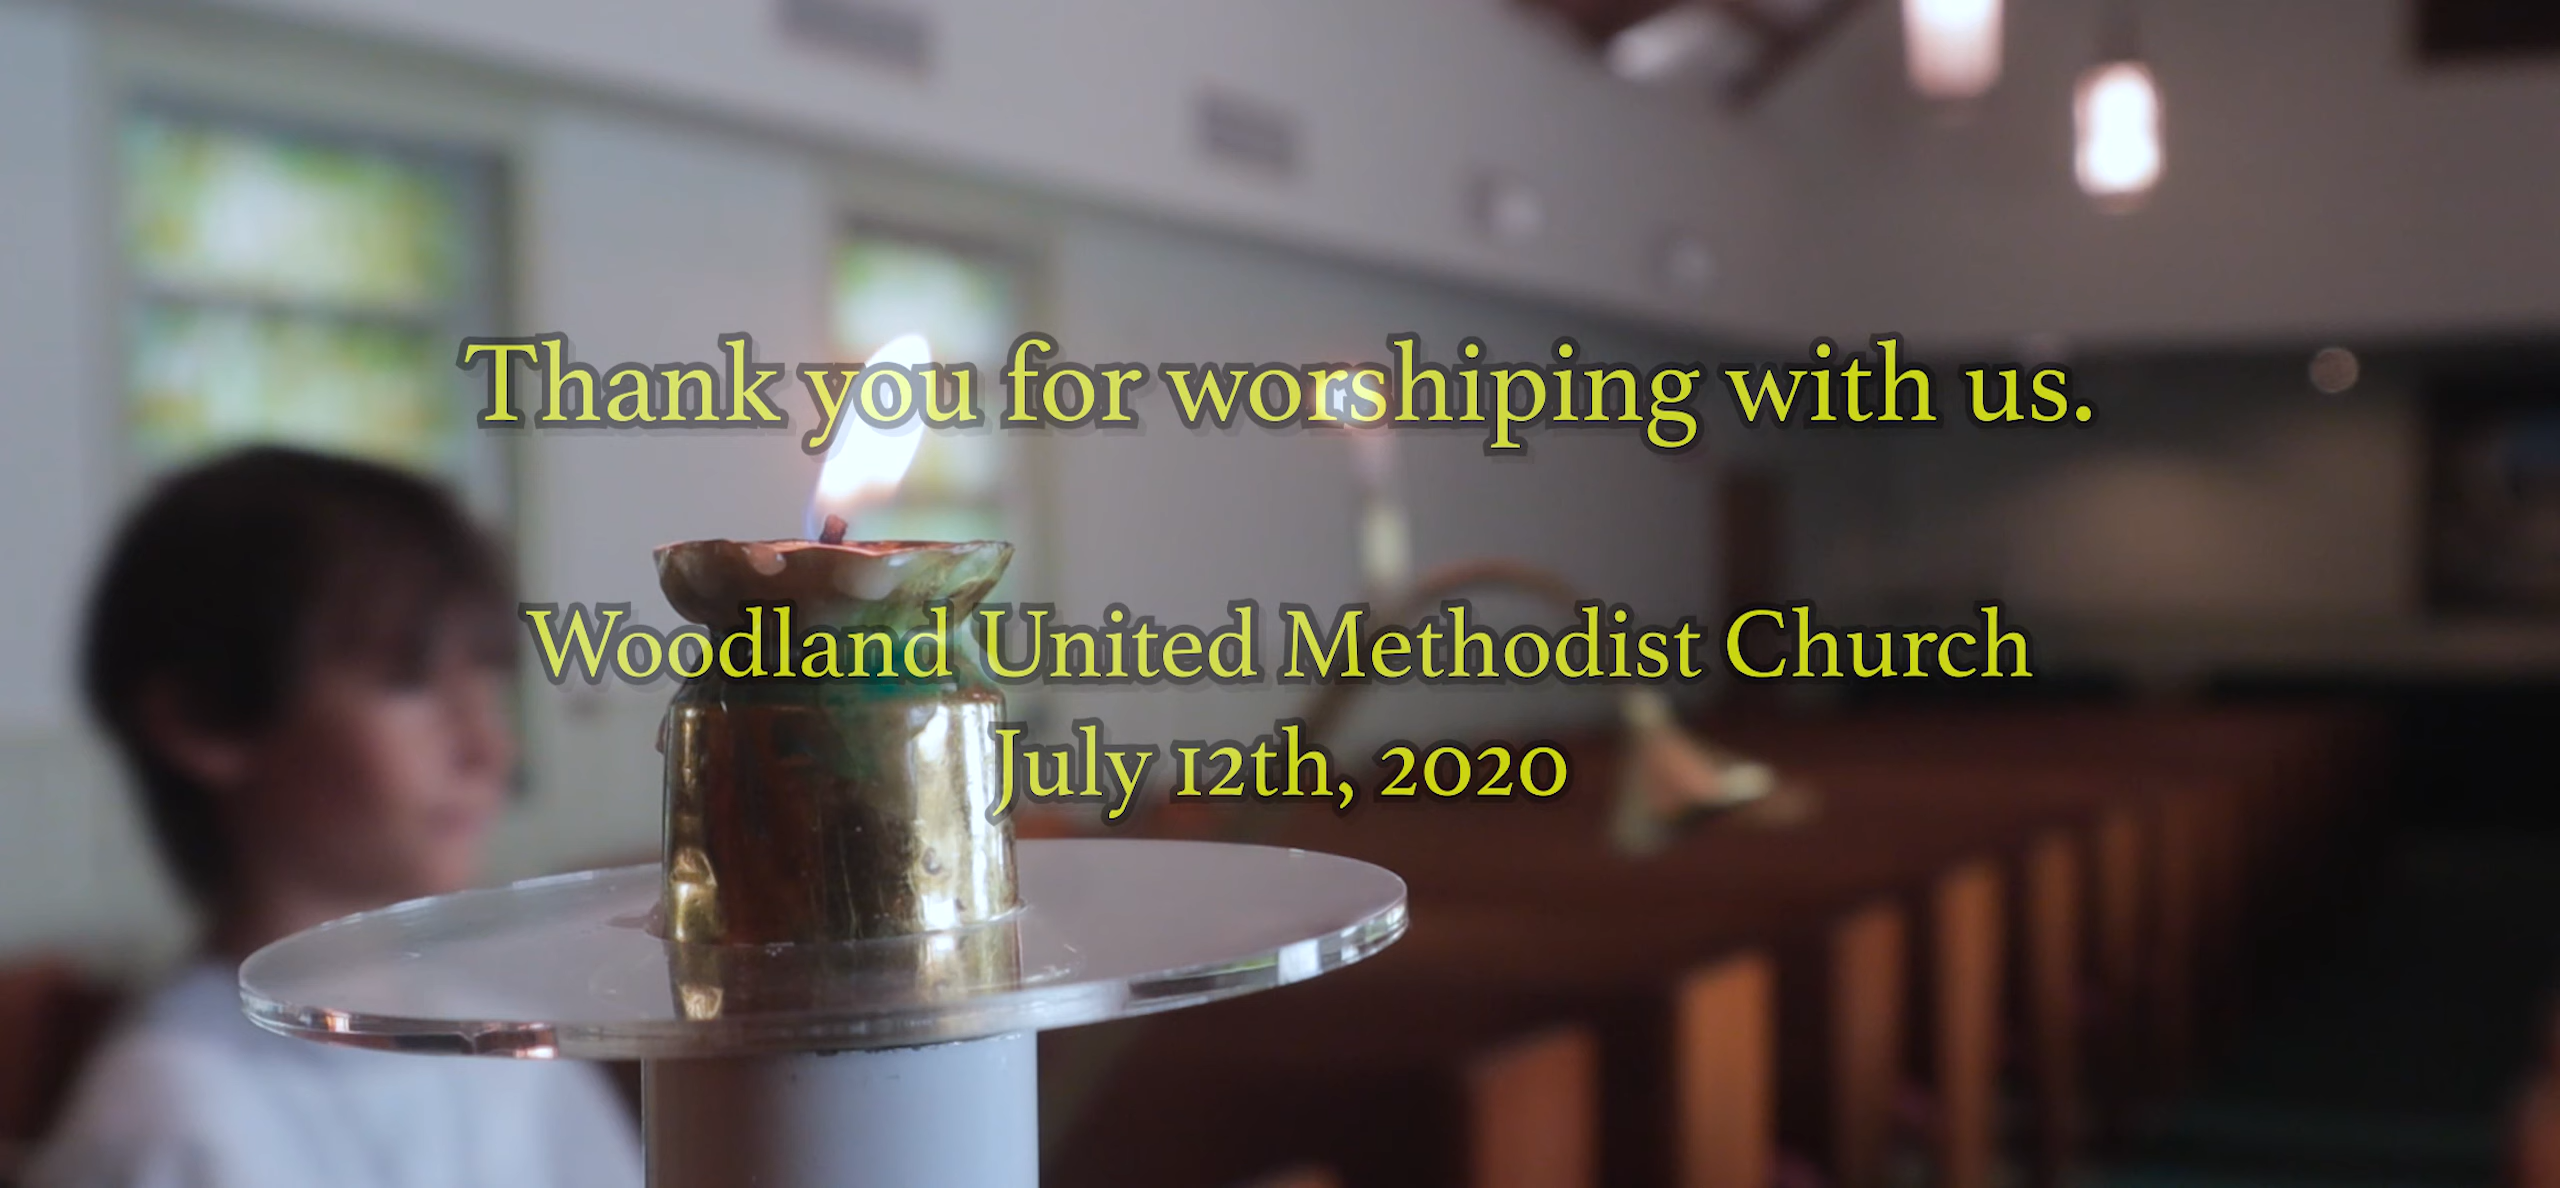 Thank you for worshiping with us.
Woodland United Methodist Church
July 12th, 2020